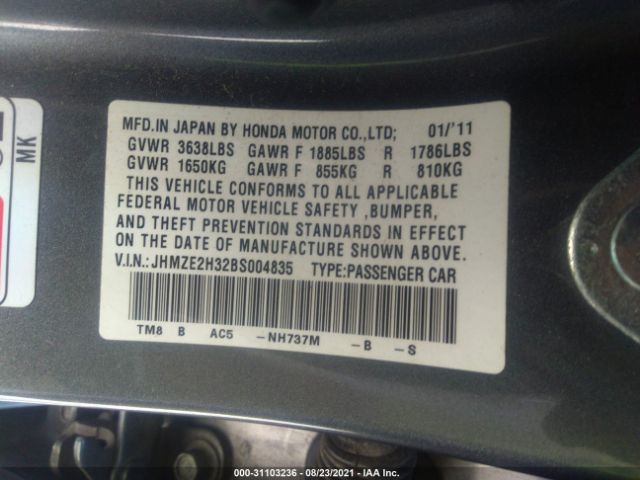 MFD.IN JAPAN BY HONDA MOTOR CO.,LTD; 01/'11
GVWR 3638LBS GAWR F 1885LBS R 1786LBS
GVWR 1650KG GAWR F 855KG R 810KG
THIS VEHICLE CONFORMS TO ALL APPLICABLE
FEDERAL MOTOR VEHICLE SAFETY ,BUMPER,
AND THEFT PREVENTION STANDARDS IN EFFECT
ON THE DATE OF MANUFACTURE SHOWN ABOVE.
V.I.N.:JHMZE2H32BS004835 TYPE:PASSENGER CAR
TM8 B AC5 -NH737M -B -S
MK
000-31103236 - 08/23/2021 - IAA Inc.